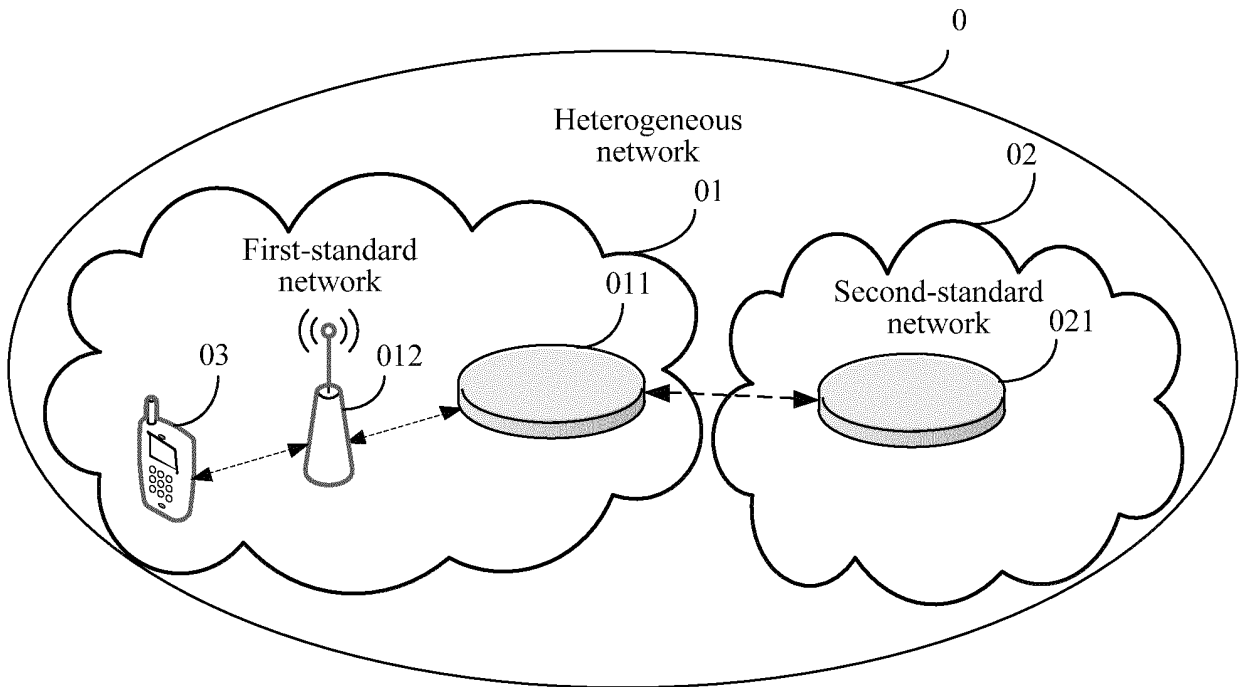 0
Heterogeneous
network
02
01
First-standard
network
011
Second-standard
network
021
03
012